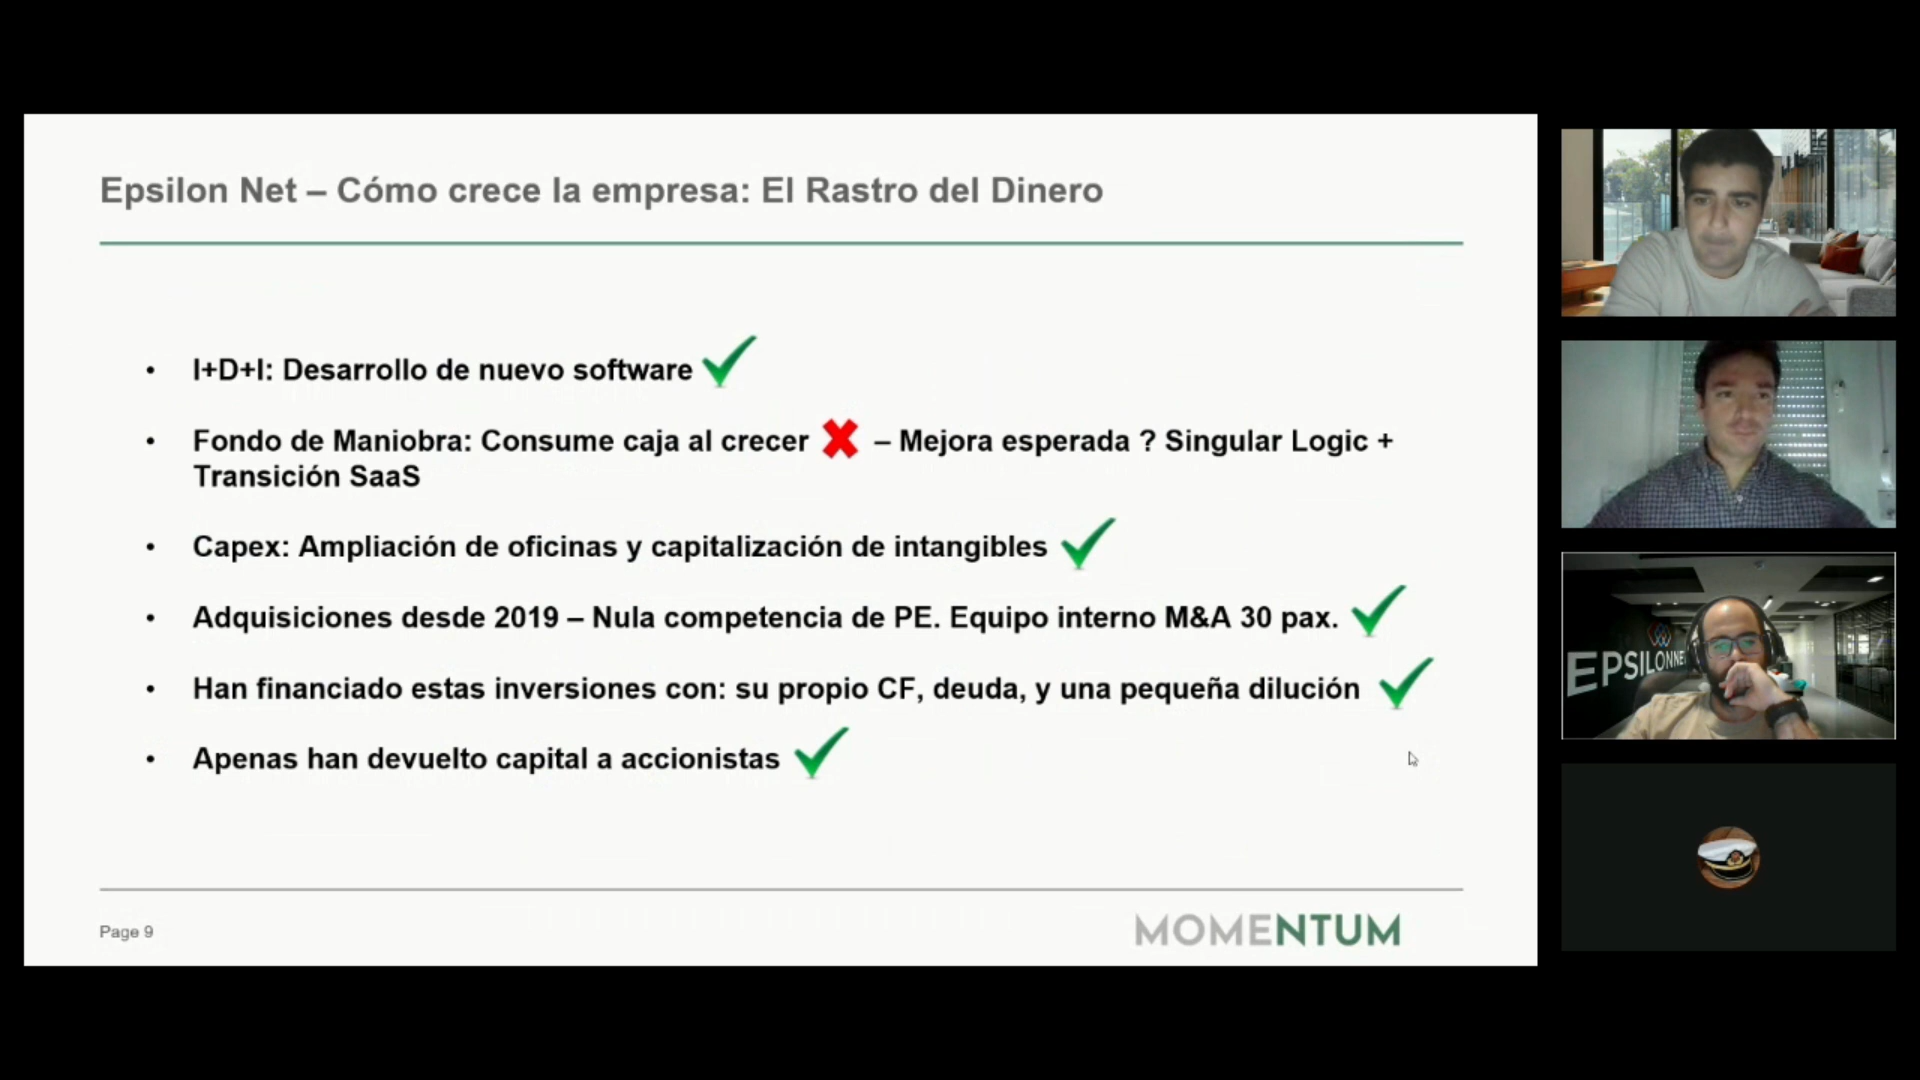 Epsilon Net – Cómo crece la empresa: El Rastro del Dinero
• I+D+I: Desarrollo de nuevo software
• Fondo de Maniobra: Consume caja al crecer – Mejora esperada ? Singular Logic +
Transición SaaS
• Capex: Ampliación de oficinas y capitalización de intangibles
• Adquisiciones desde 2019 – Nula competencia de PE. Equipo interno M&A 30 pax.
• Han financiado estas inversiones con: su propio CF, deuda, y una pequeña dilución
• Apenas han devuelto capital a accionistas
Page 9
MOMENTUM
EPSILONNE